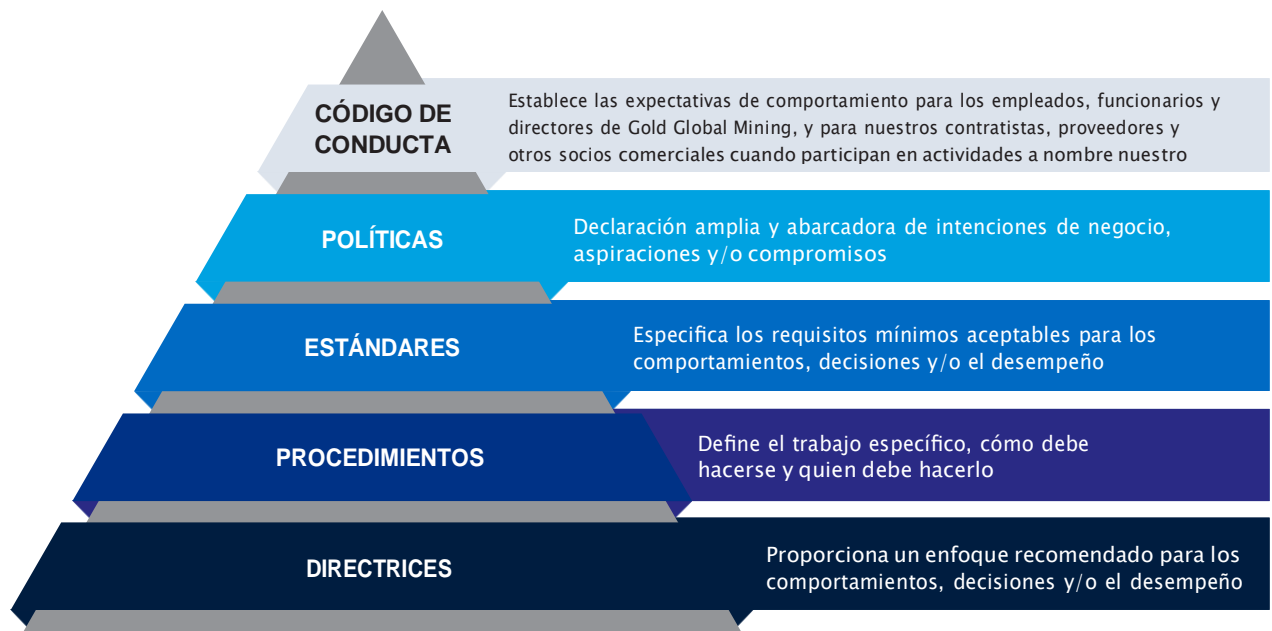 CÓDIGO DE
CONDUCTA
Establece las expectativas de comportamiento para los empleados, funcionarios y
directores de Gold Global Mining, y para nuestros contratistas, proveedores y
otros socios comerciales cuando participan en actividades a nombre nuestro
POLÍTICAS
Declaración amplia y abarcadora de intenciones de negocio,
aspiraciones y/o compromisos
ESTÁNDARES
Especifica los requisitos mínimos aceptables para los
comportamientos, decisiones y/o el desempeño
PROCEDIMIENTOS
Define el trabajo específico, cómo debe
hacerse y quien debe hacerlo
DIRECTRICES
Proporciona un enfoque recomendado para los
comportamientos, decisiones y/o el desempeño